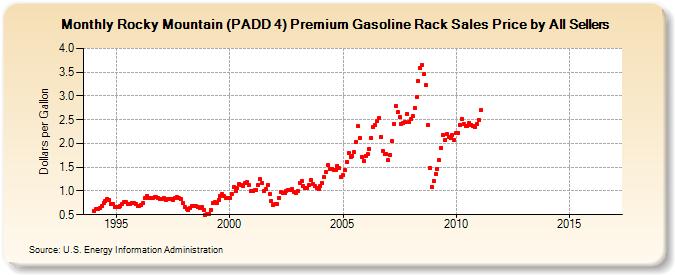 Monthly Rocky Mountain (PADD 4) Premium Gasoline Rack Sales Price by All Sellers
Dollars per Gallon
4.0
3.5
3.0
2.5
2.0
1.5
1.0
0.5
1995 2000 2005 2010 2015
Source: U.S. Energy Information Administration